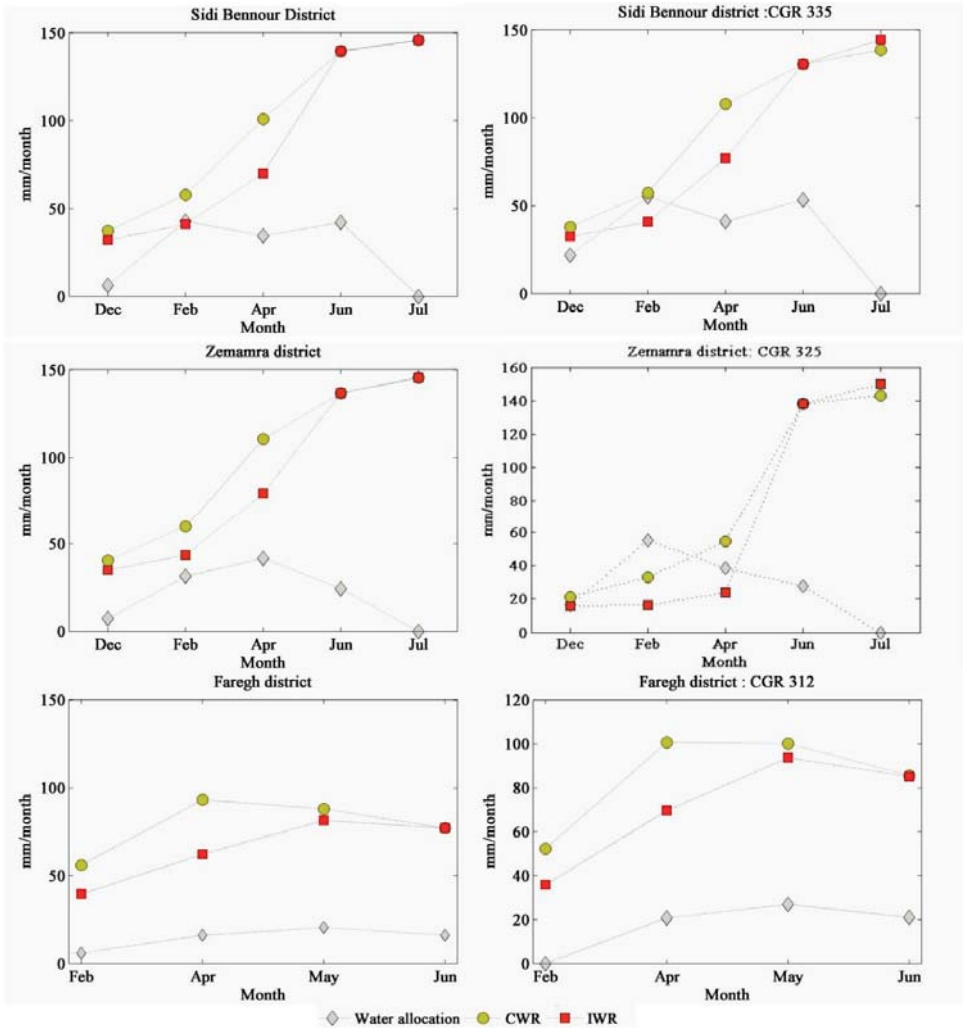 Sidi Bennour District
150
100
50
0
mm/month
Dec Feb Apr Jun Jul
Month
Sidi Bennour district :CGR 335
150
100
50
0
mm/month
Dec Feb Apr Jun Jul
Month
Zemamra district
150
100
50
0
mm/month
Dec Feb Apr Jun Jul
Month
Zemamra district: CGR 325
160
140
120
100
80
60
40
20
0
mm/month
Dec Feb Apr Jun Jul
Month
Faregh district
150
100
50
0
mm/month
Feb Apr May Jun
Month
Faregh district : CGR 312
120
100
80
60
40
20
0
mm/month
Feb Apr May Jun
Month
Water allocation CWR IWR